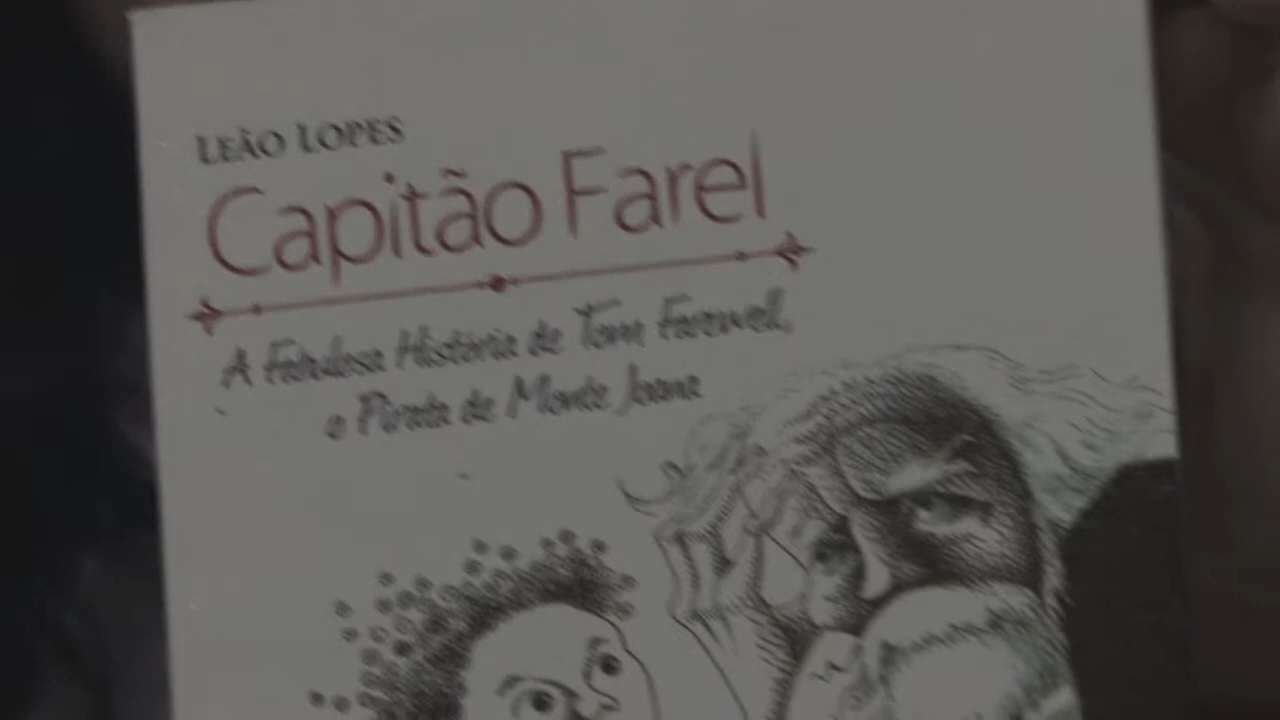 LEÃO LOPES
Capitão Farel
A Fabulosa História de Tom Farewell,
o Pirata de Monte Joana